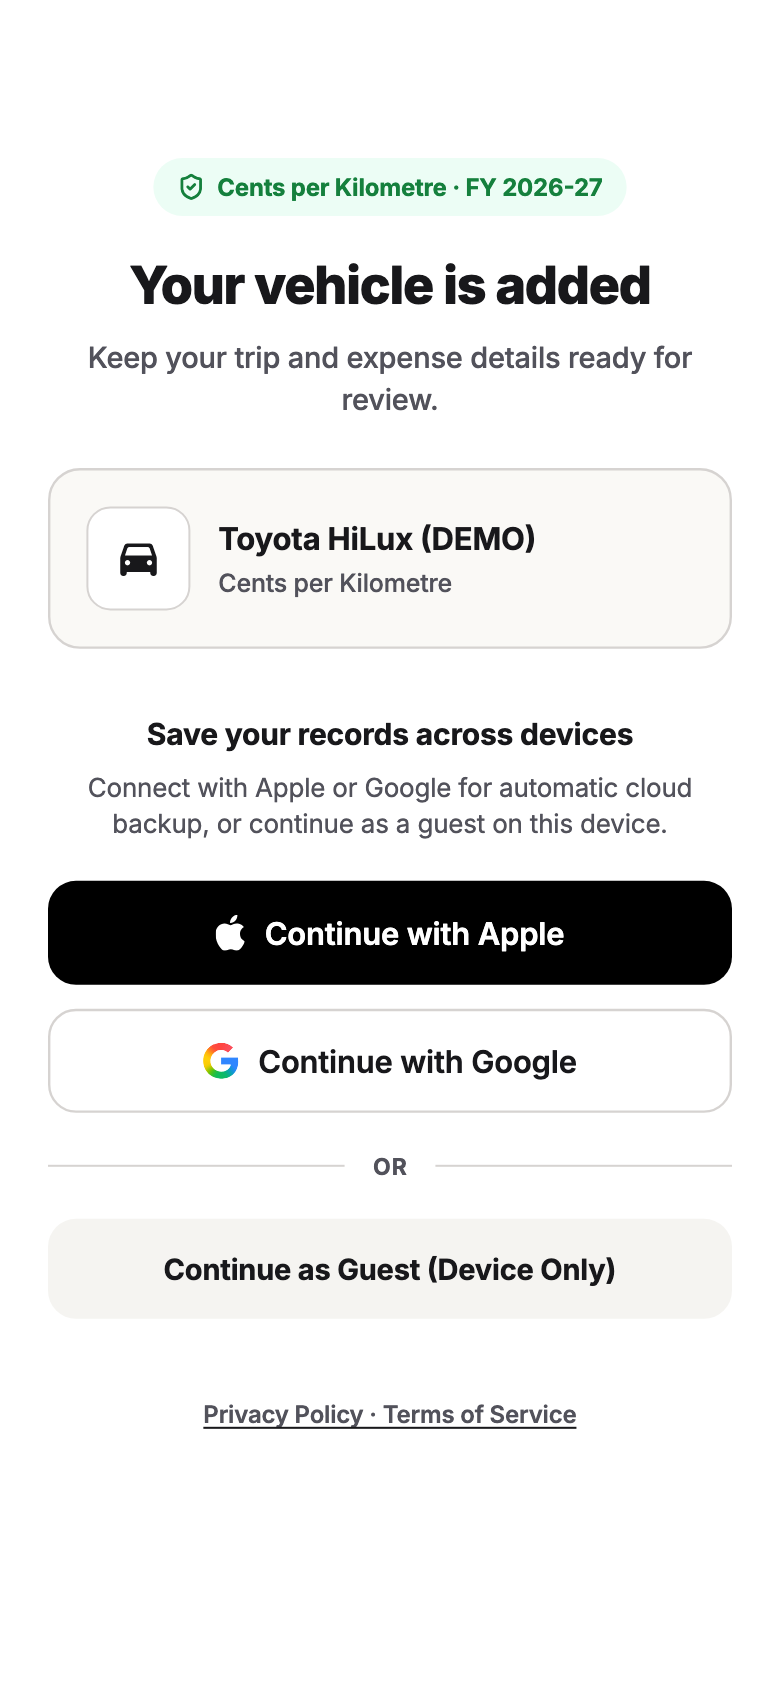 Cents per Kilometre · FY 2026-27
Your vehicle is added
Keep your trip and expense details ready for
review.
Toyota HiLux (DEMO)
Cents per Kilometre
Save your records across devices
Connect with Apple or Google for automatic cloud
backup, or continue as a guest on this device.
Continue with Apple
Continue with Google
OR
Continue as Guest (Device Only)
Privacy Policy · Terms of Service